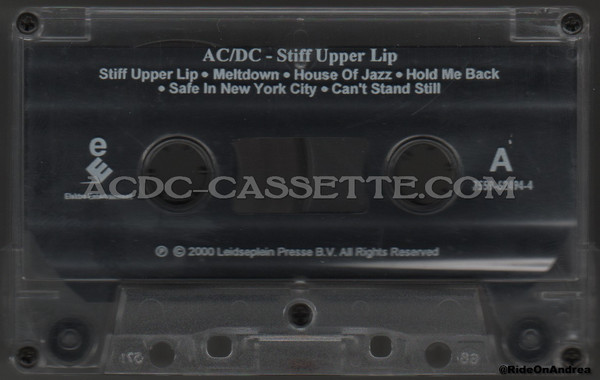 AC/DC - Stiff Upper Lip
Stiff Upper Lip • Meltdown • House Of Jazz • Hold Me Back
• Safe In New York City • Can't Stand Still
e
A
ACDC-CASSETTE.COM
℗ © 2000 Leidseplein Presse B.V. All Rights Reserved
@RideOnAndrea